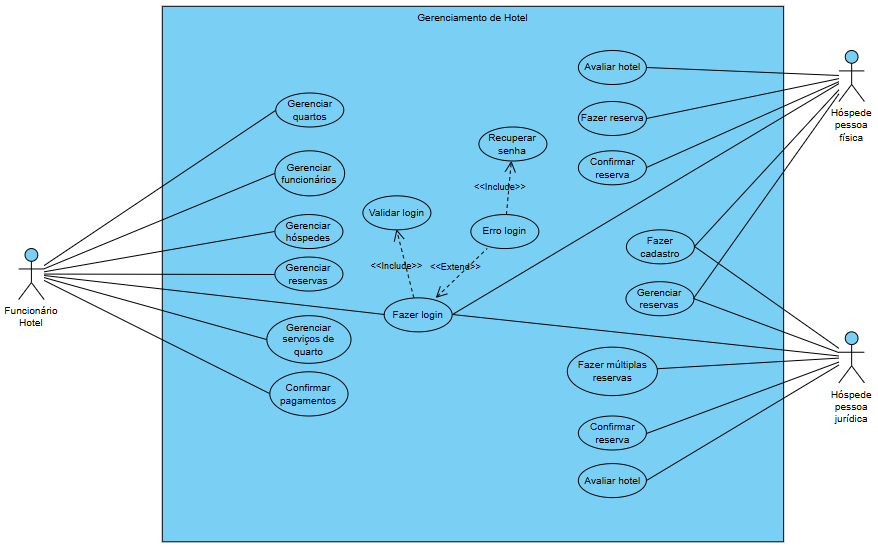 Gerenciamento de Hotel
Avaliar hotel
Hóspede
pessoa
física
Gerenciar
quartos
Fazer reserva
Recuperar
senha
Confirmar
reserva
Gerenciar
funcionários
<<Include>>
Validar login
Gerenciar
hóspedes
Erro login
Fazer
cadastro
Gerenciar
reservas
<<Include>>
<<Extend>>
Funcionário
Hotel
Fazer login
Gerenciar
reservas
Gerenciar
serviços de
quarto
Fazer múltiplas
reservas
Confirmar
pagamentos
Hóspede
pessoa
jurídica
Confirmar
reserva
Avaliar hotel